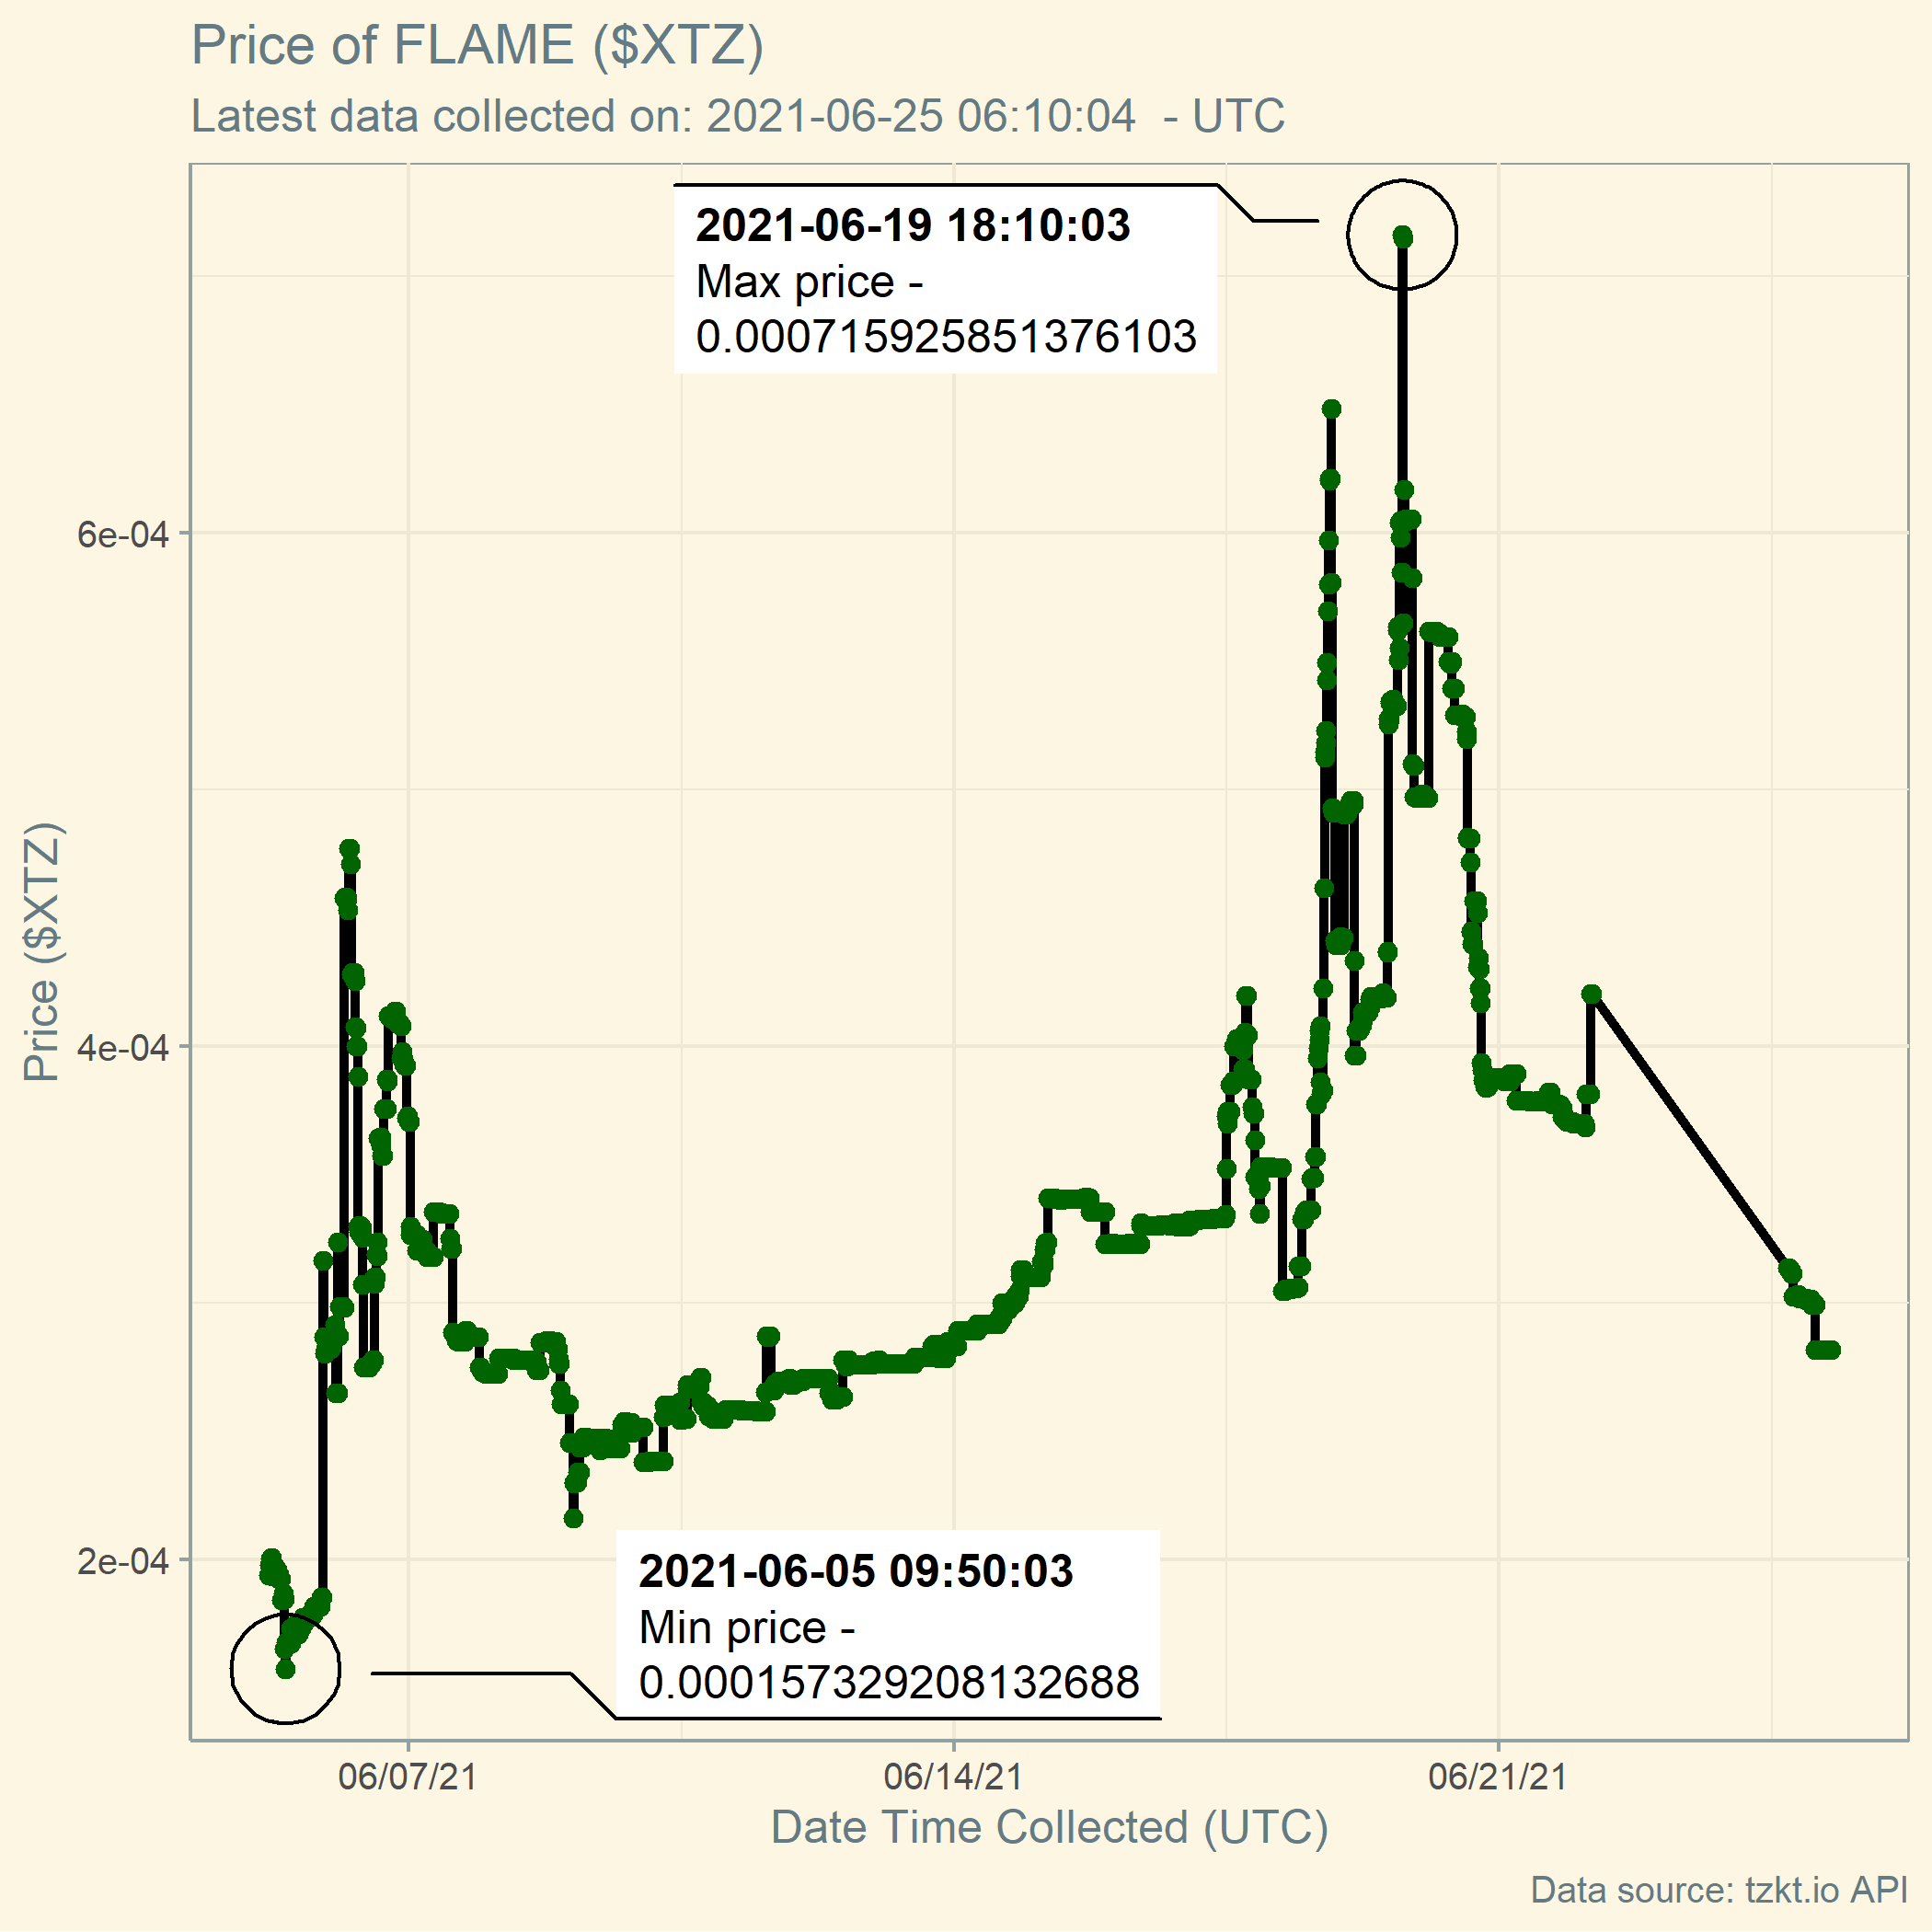 Price of FLAME ($XTZ)
Latest data collected on: 2021-06-25 06:10:04  - UTC
2021-06-19 18:10:03
Max price -
0.000715925851376103
6e-04
4e-04
2e-04
Price ($XTZ)
2021-06-05 09:50:03
Min price -
0.000157329208132688
06/07/21
06/14/21
06/21/21
Date Time Collected (UTC)
Data source: tzkt.io API